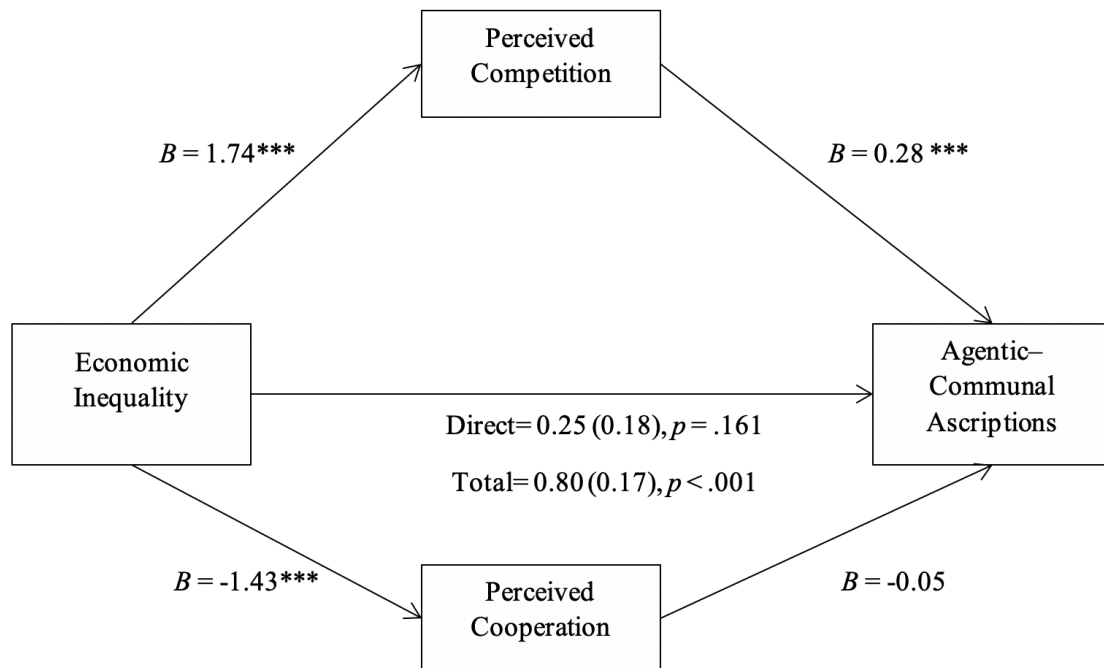 Perceived
Competition
B = 1.74***
B = 0.28 ***
Economic
Inequality
Agentic–
Communal
Ascriptions
Direct= 0.25 (0.18), p = .161
Total= 0.80 (0.17), p < .001
B = -1.43***
B = -0.05
Perceived
Cooperation